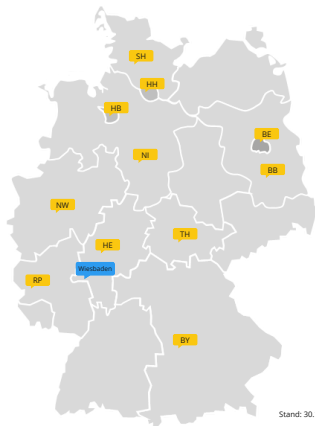 SH
HH
HB
BE
NI
BB
NW
TH
HE
Wiesbaden
RP
BY
Stand: 30.